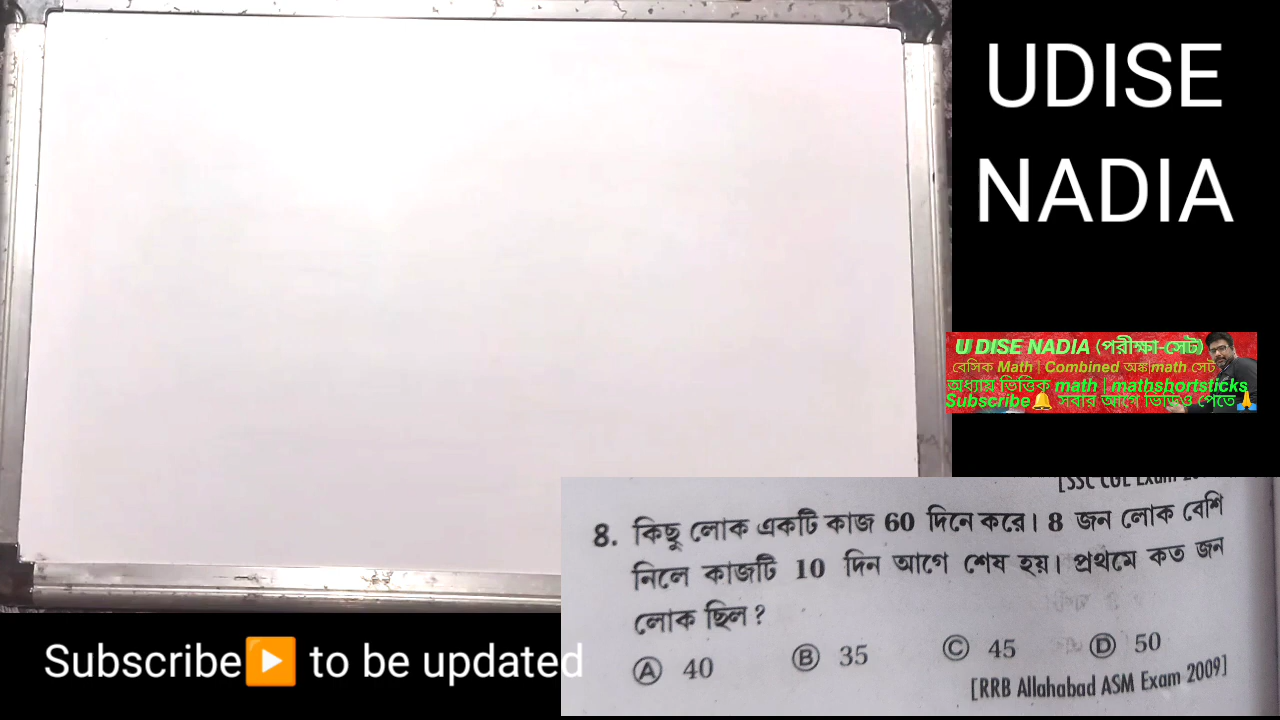 UDISE
NADIA
U DISE NADIA (পরীক্ষা-সেট)
বেসিক Math | Combined অঙ্ক math সেট
অধ্যায় ভিত্তিক math | mathshortsticks
Subscribe🔔 সবার আগে ভিডিও পেতে🙏
8. কিছু লোক একটি কাজ 60 দিনে করে। 8 জন লোক বেশি
নিলে কাজটি 10 দিন আগে শেষ হয়। প্রথমে কত জন
লোক ছিল?
Ⓐ 40 Ⓑ 35 Ⓒ 45 Ⓓ 50
[RRB Allahabad ASM Exam 2009]
Subscribe▶️ to be updated